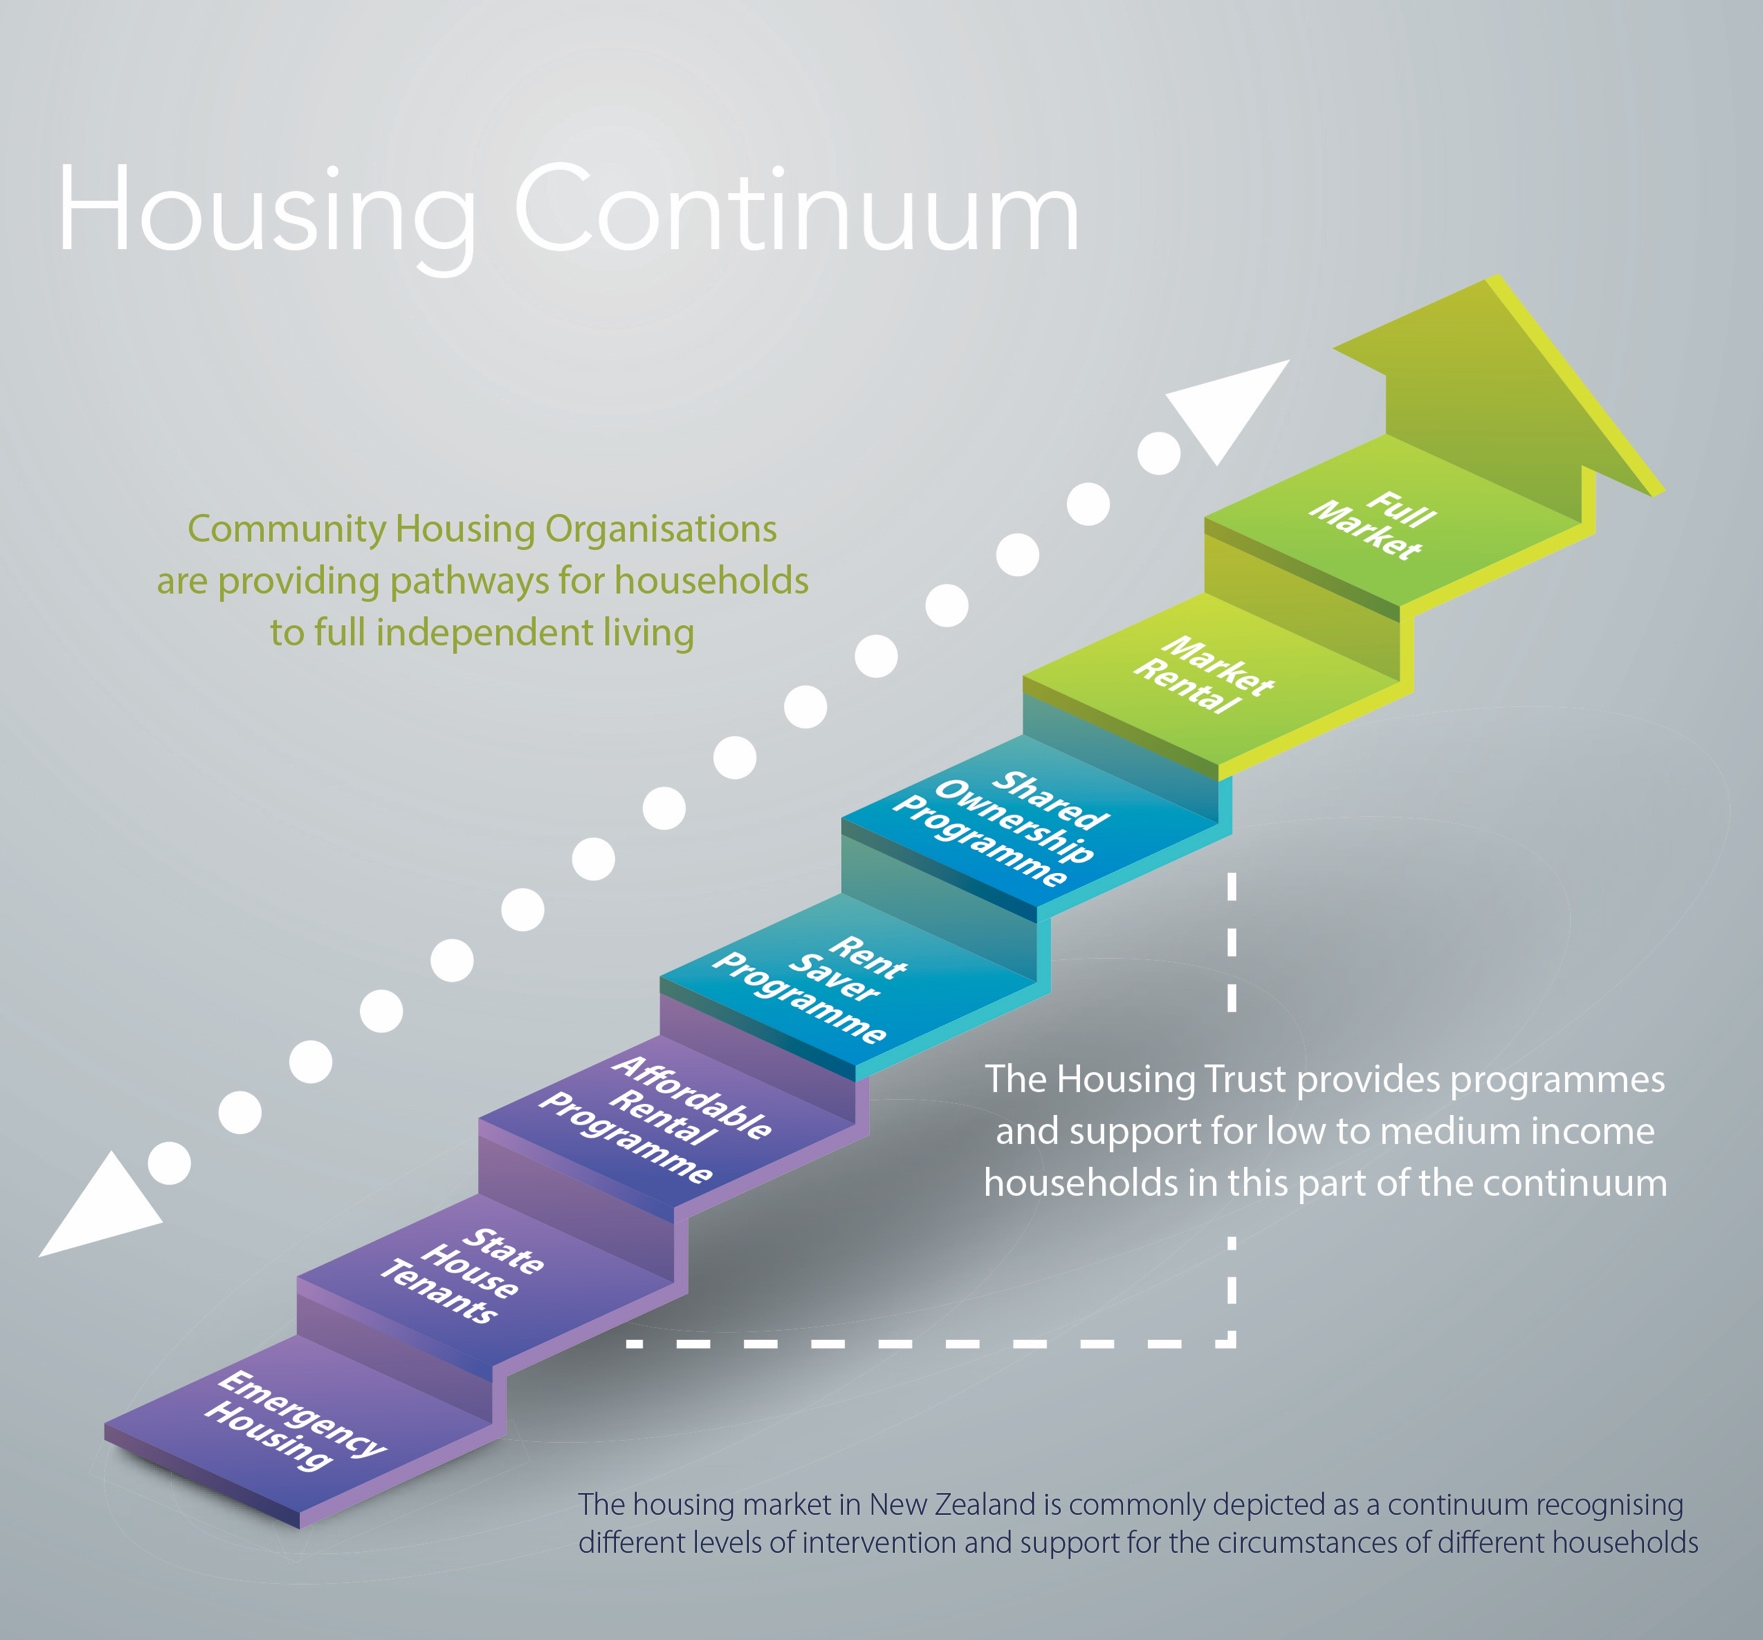 Housing Continuum
Community Housing Organisations
are providing pathways for households
to full independent living
Full
Market
Market
Rental
Shared
Ownership
Programme
Rent
Saver
Programme
Affordable
Rental
Programme
State
House
Tenants
Emergency
Housing
The Housing Trust provides programmes
and support for low to medium income
households in this part of the continuum
The housing market in New Zealand is commonly depicted as a continuum recognising
different levels of intervention and support for the circumstances of different households